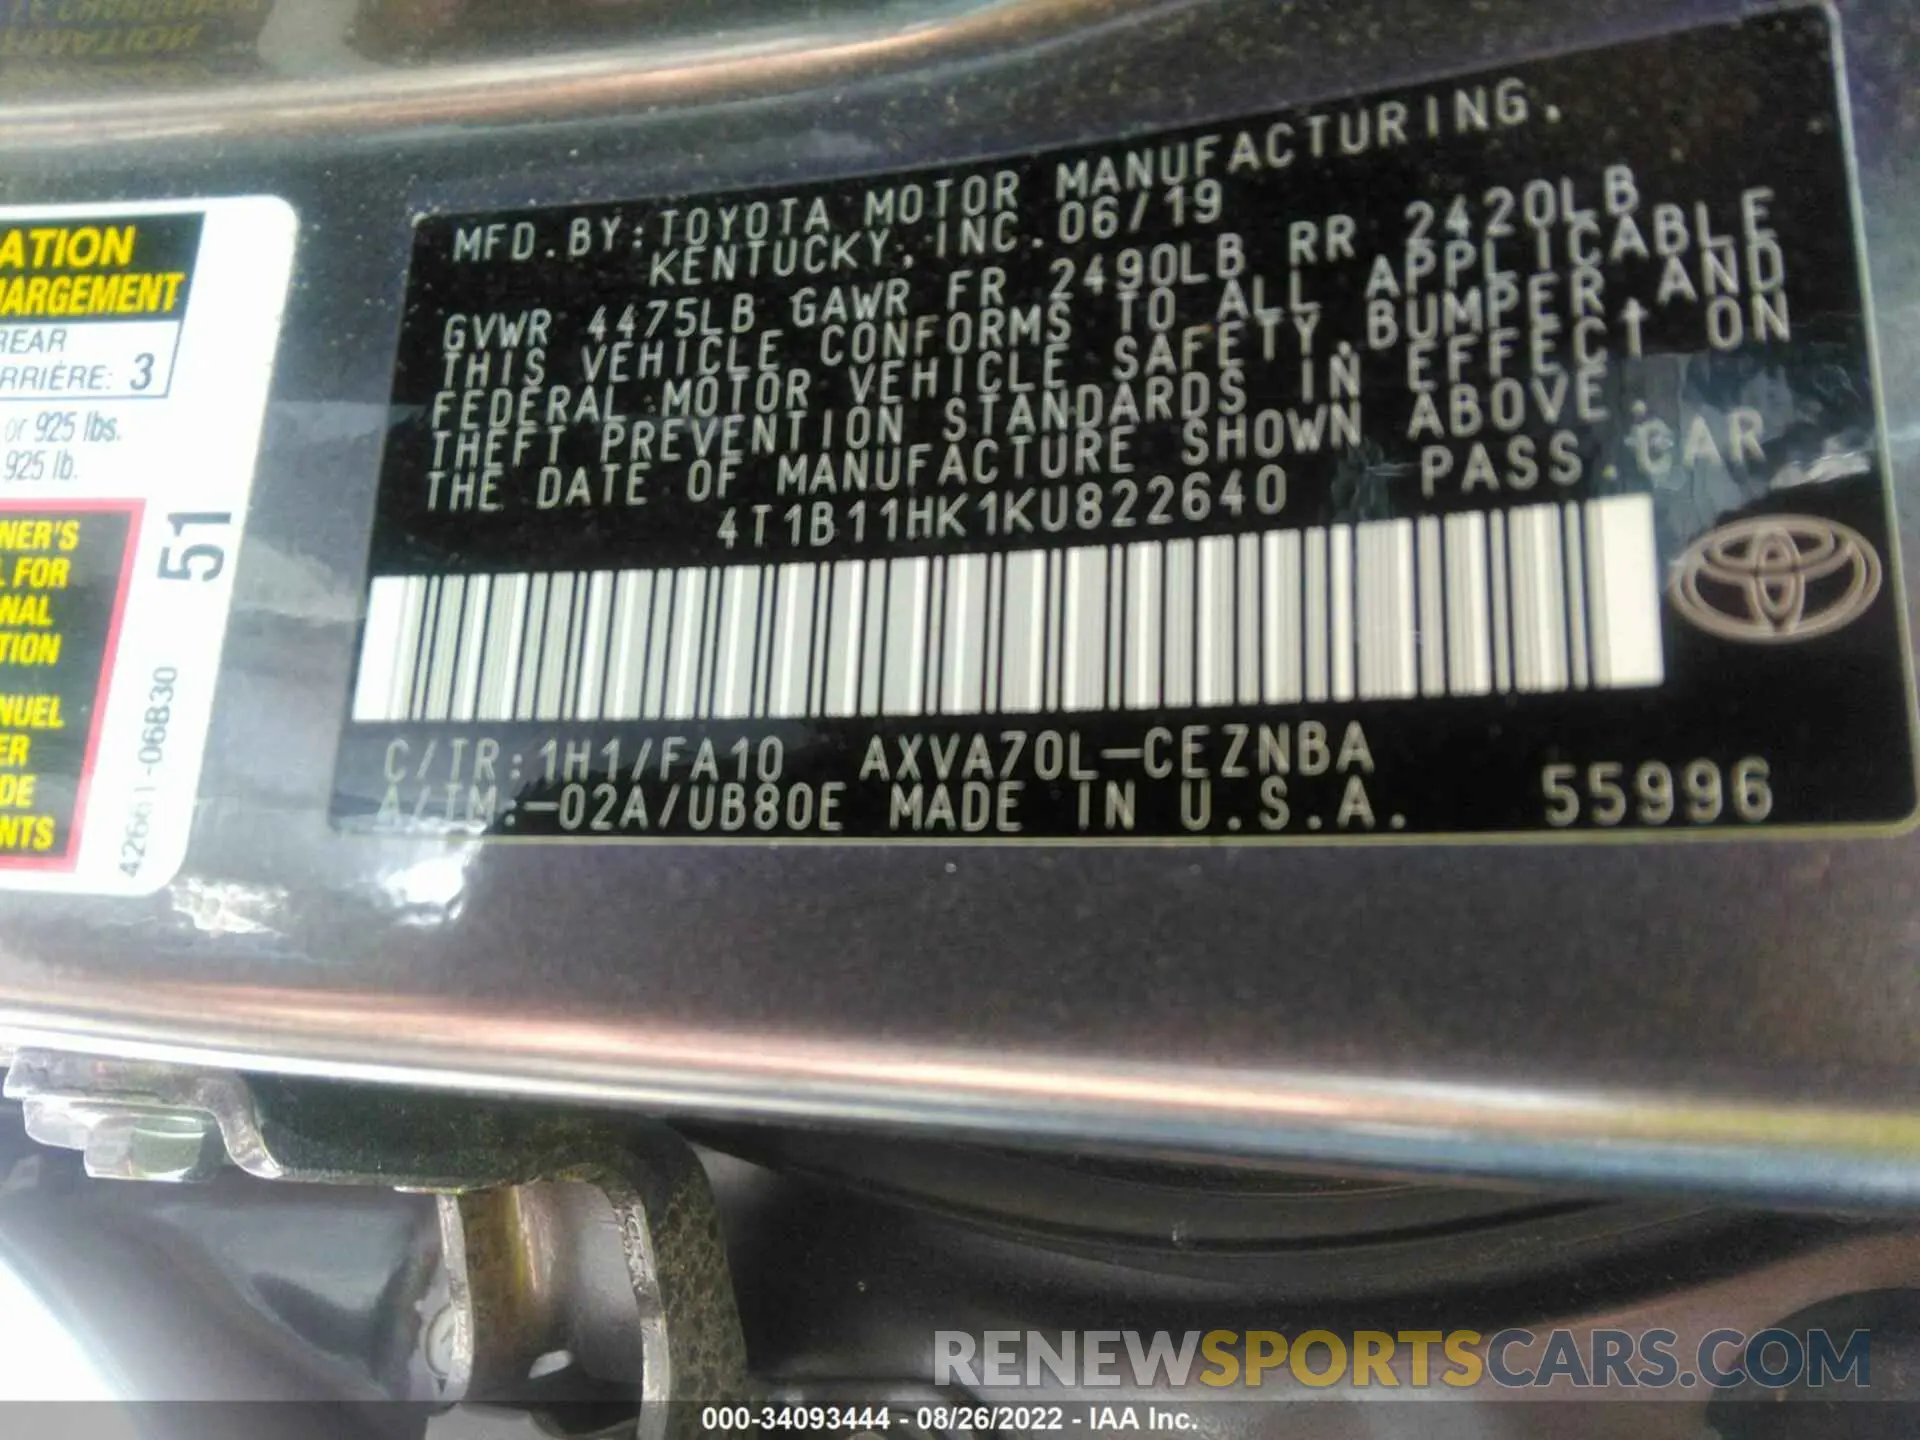 ATION
REAR
RRIÈRE: 3
or 925 lbs.
925 lb.
NER'S
FOR
NAL
TION
NUEL
ER
DE
NTS
51
42661-06B30
MFD.BY:TOYOTA MOTOR MANUFACTURING.
KENTUCKY, INC.06/19
GVWR 4475LB GAWR FR 2490LB RR 2420LB
THIS VEHICLE CONFORMS TO ALL APPLICABLE
FEDERAL MOTOR VEHICLE SAFETY,BUMPER,AND
THEFT PREVENTION STANDARDS IN EFFECT ON
THE DATE OF MANUFACTURE SHOWN ABOVE.
4T1B11HK1KU822640 PASS.CAR
C/TR:1H1/FA10 AXVA70L-CEZNBA
A/TM:-02A/UB80E MADE IN U.S.A. 55996
RENEWSPORTSCARS.COM
000-34093444 - 08/26/2022 - IAA Inc.